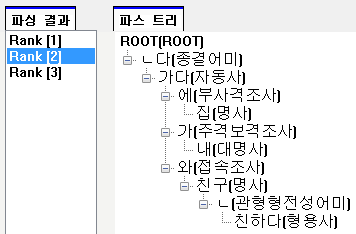 파싱 결과
파스 트리
Rank [1]
Rank [2]
Rank [3]
ROOT(ROOT)
ㄴ다(종결어미)
가다(자동사)
에(부사격조사)
집(명사)
가(주격보격조사)
내(대명사)
와(접속조사)
친구(명사)
ㄴ(관형형전성어미)
친하다(형용사)